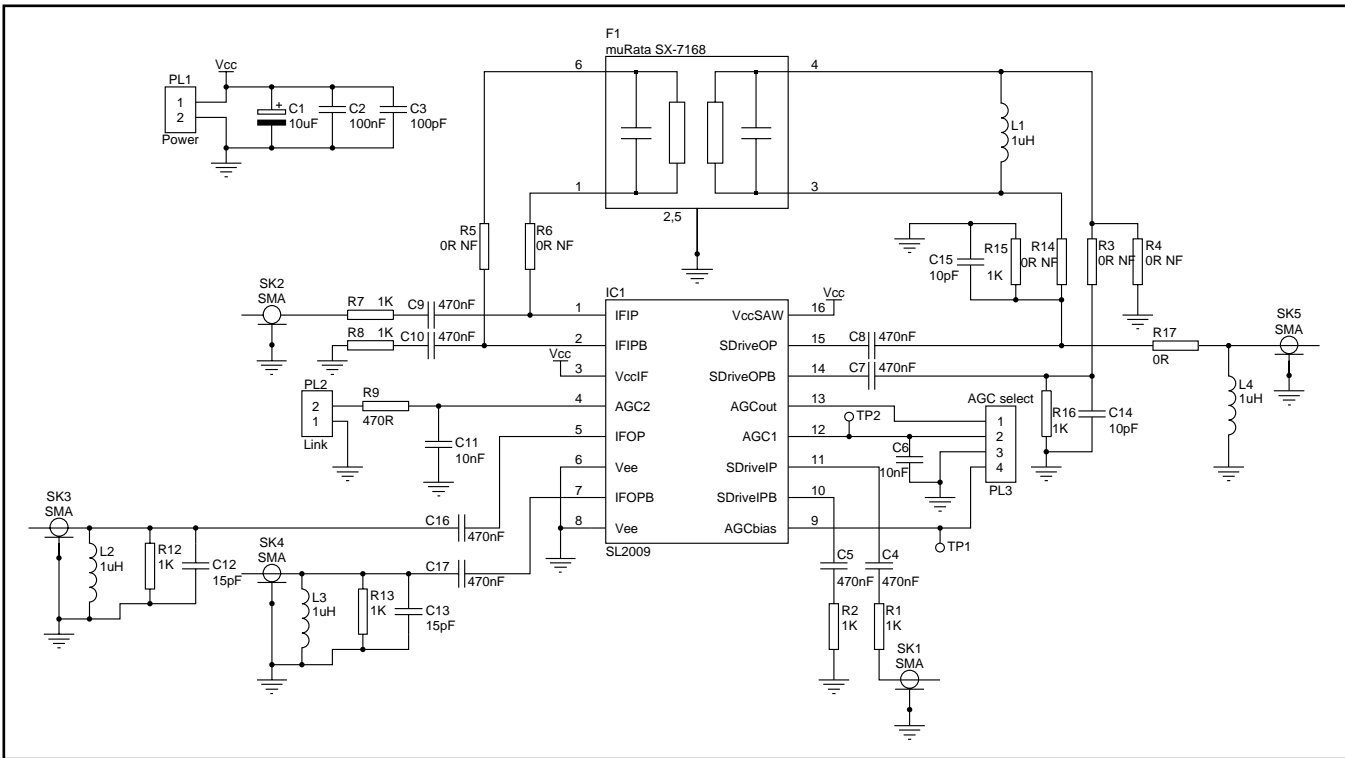 F1
muRata SX-7168
6
4
1
3
2,5
Vcc
PL1
1
2
Power
+
C1
10uF
C2
100nF
C3
100pF
L1
1uH
R5
0R NF
R6
0R NF
C15
10pF
R15
1K
R14
0R NF
R3
0R NF
R4
0R NF
SK2
SMA
R7 1K
C9 470nF
R8 1K
C10 470nF
Vcc
PL2
2
1
Link
R9
470R
C11
10nF
IC1
1 IFIP
2 IFIPB
3 VccIF
4 AGC2
5 IFOP
6 Vee
7 IFOPB
8 Vee
VccSAW 16
SDriveOP 15
SDriveOPB 14
AGCout 13
AGC1 12
SDriveIP 11
SDriveIPB 10
AGCbias 9
SL2009
Vcc
C8 470nF
C7 470nF
R17
0R
SK5
SMA
L4
1uH
TP2
AGC select
1
2
3
4
PL3
R16
1K
C14
10pF
C6
10nF
TP1
SK3
SMA
L2
1uH
R12
1K
C12
15pF
C16
470nF
SK4
SMA
L3
1uH
R13
1K
C13
15pF
C17
470nF
C5
470nF
C4
470nF
R2
1K
R1
1K
SK1
SMA